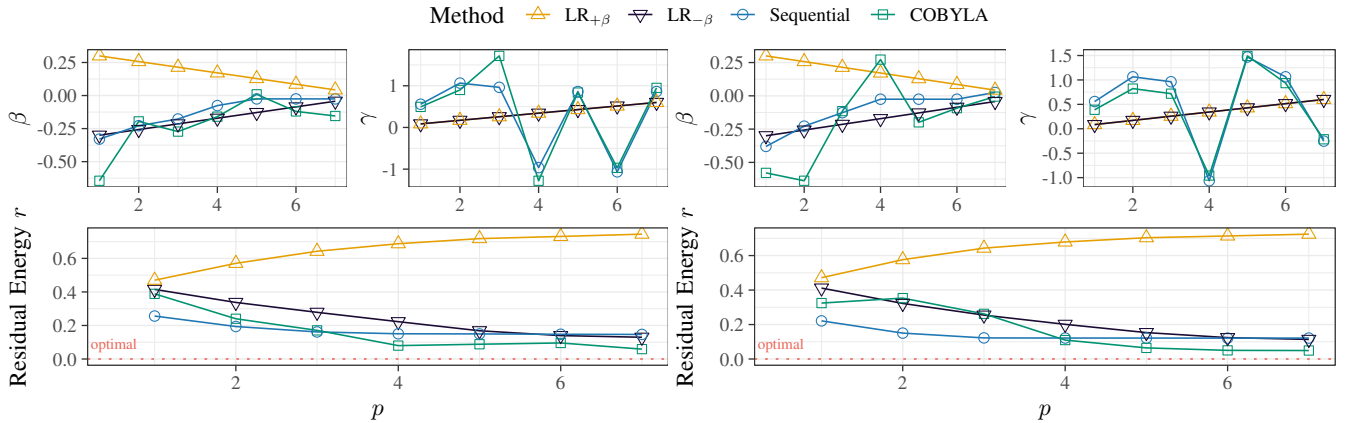 Method LR+β LR−β Sequential COBYLA
β
0.25
0.00
-0.25
-0.50
2 4 6
γ
1
0
-1
2 4 6
β
0.25
0.00
-0.25
-0.50
2 4 6
γ
1.5
1.0
0.5
0.0
-0.5
-1.0
2 4 6
Residual Energy r
0.6
0.4
0.2
0.0
optimal
2 4 6
p
Residual Energy r
0.6
0.4
0.2
0.0
optimal
2 4 6
p